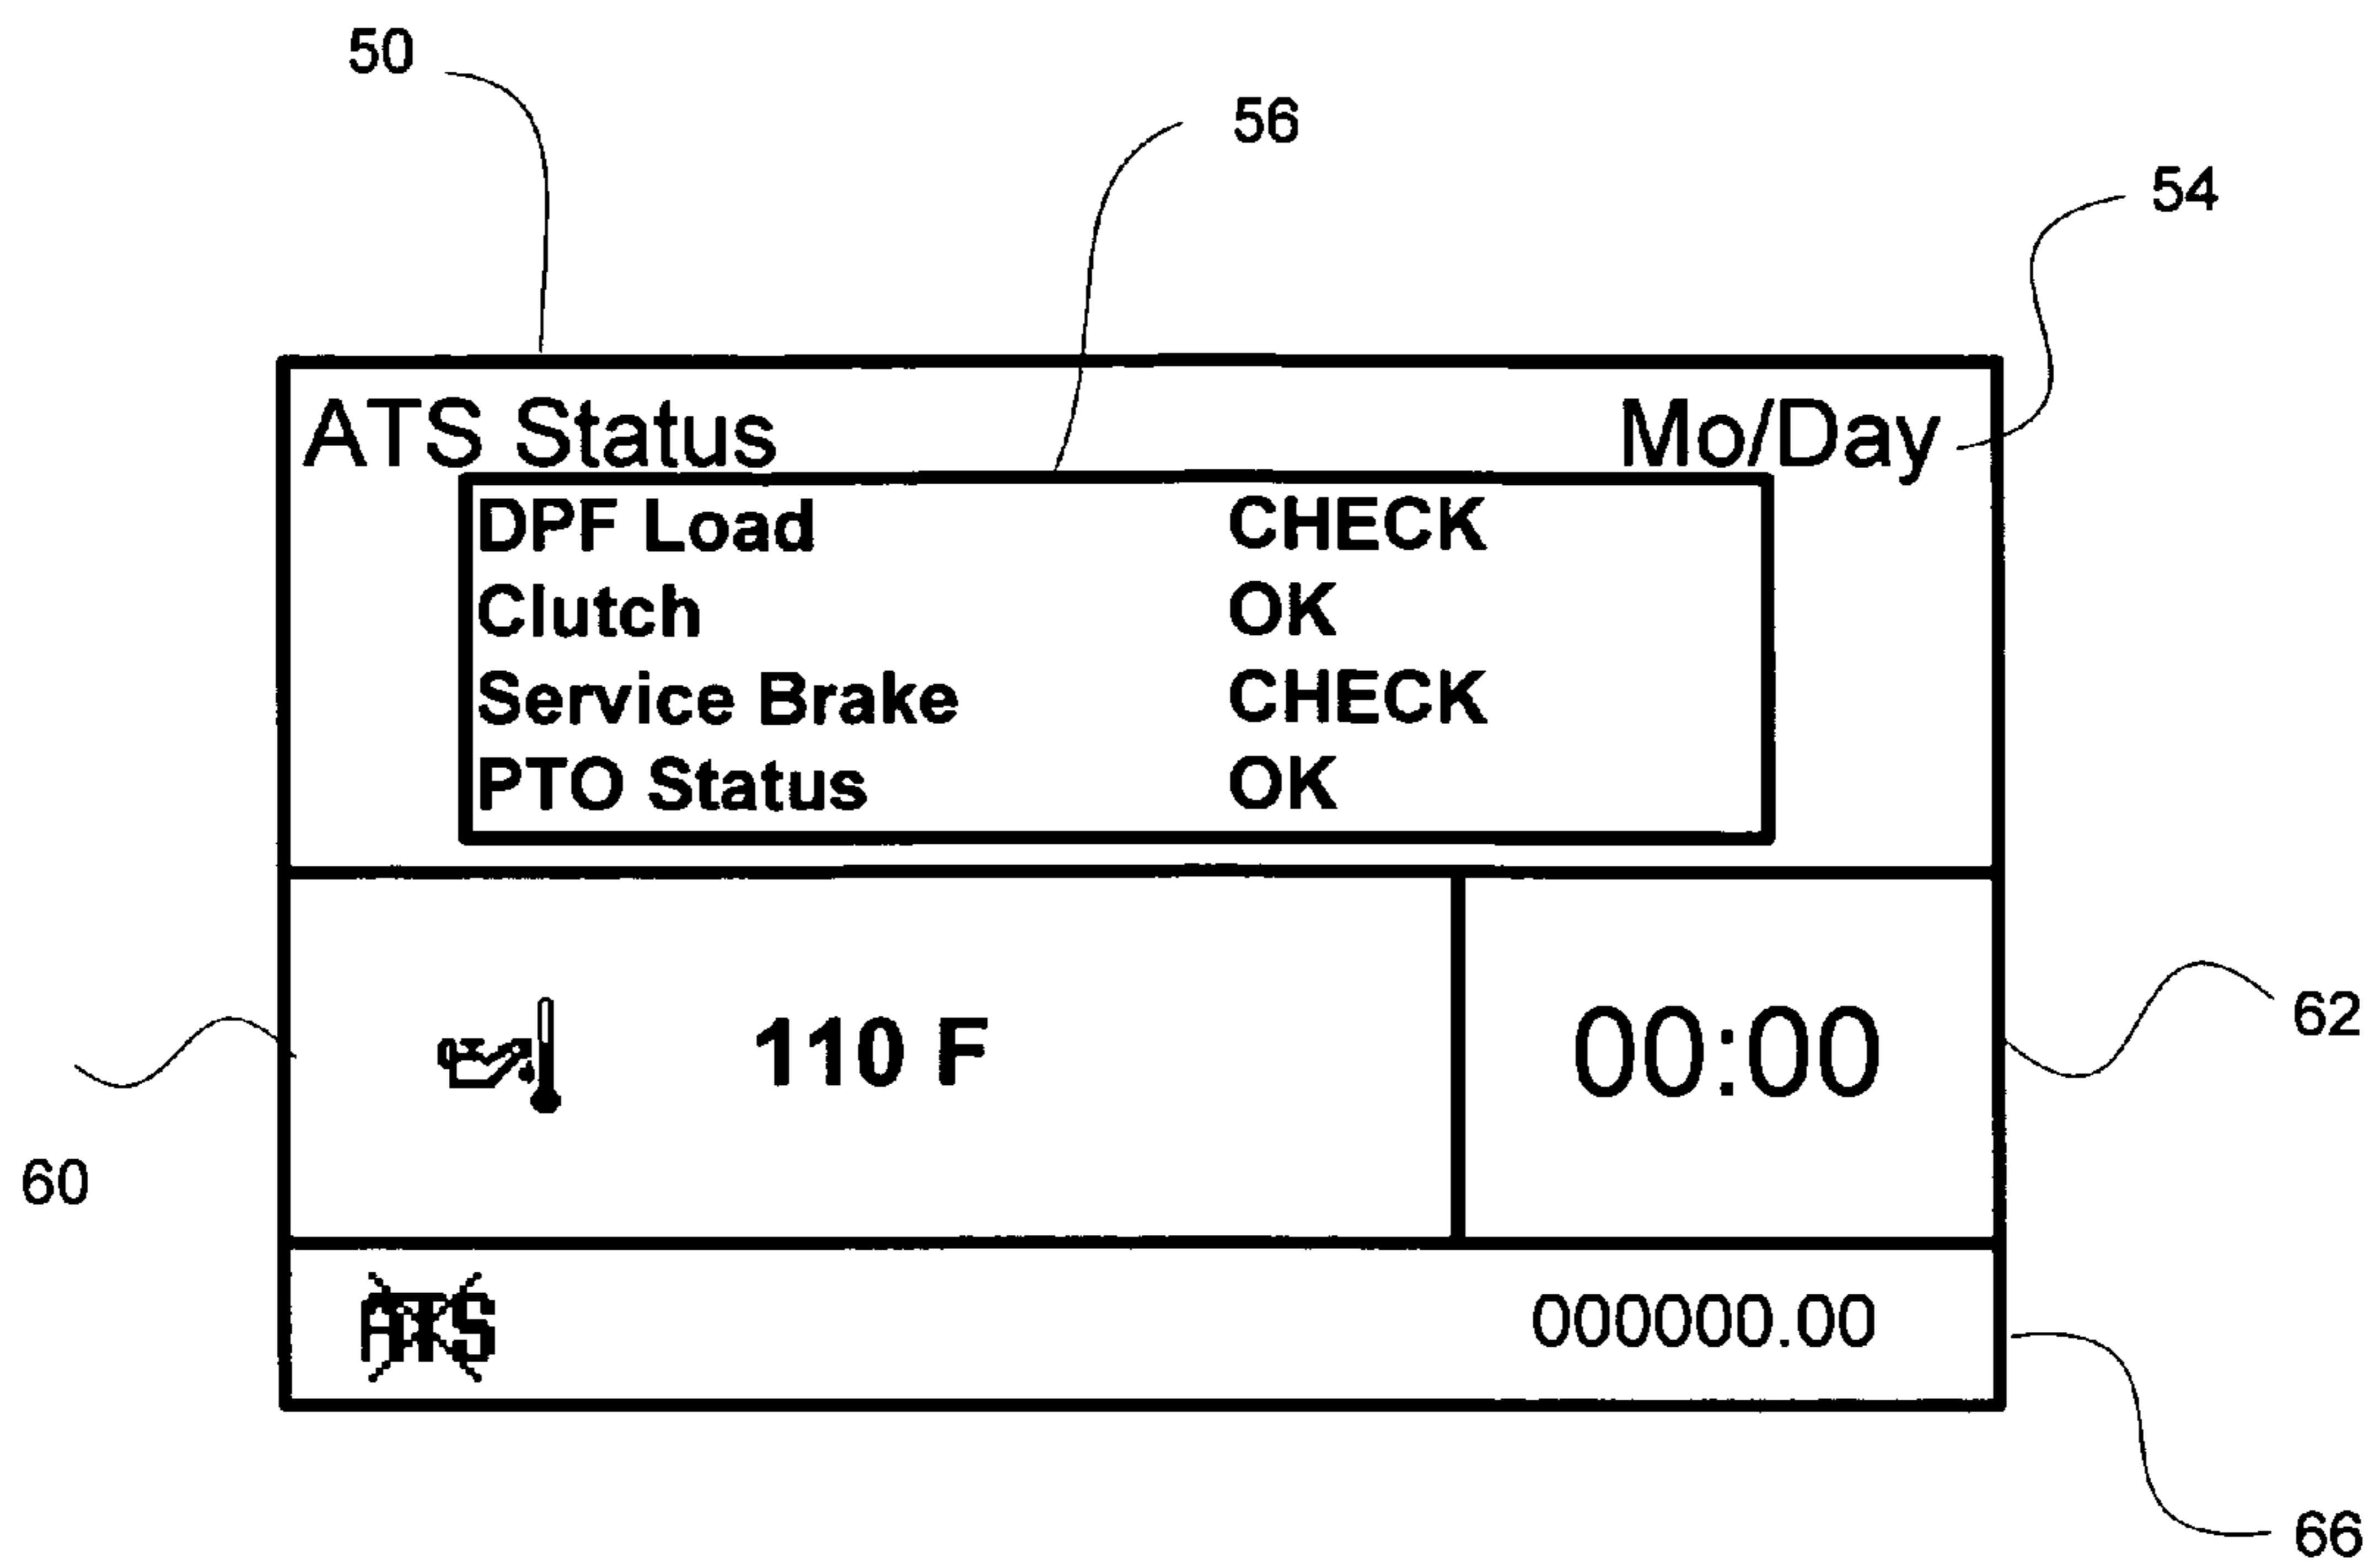 50
56
54
ATS Status Mo/Day
DPF Load CHECK
Clutch OK
Service Brake CHECK
PTO Status OK
110 F 00:00
62
60
ATS 000000.00
66